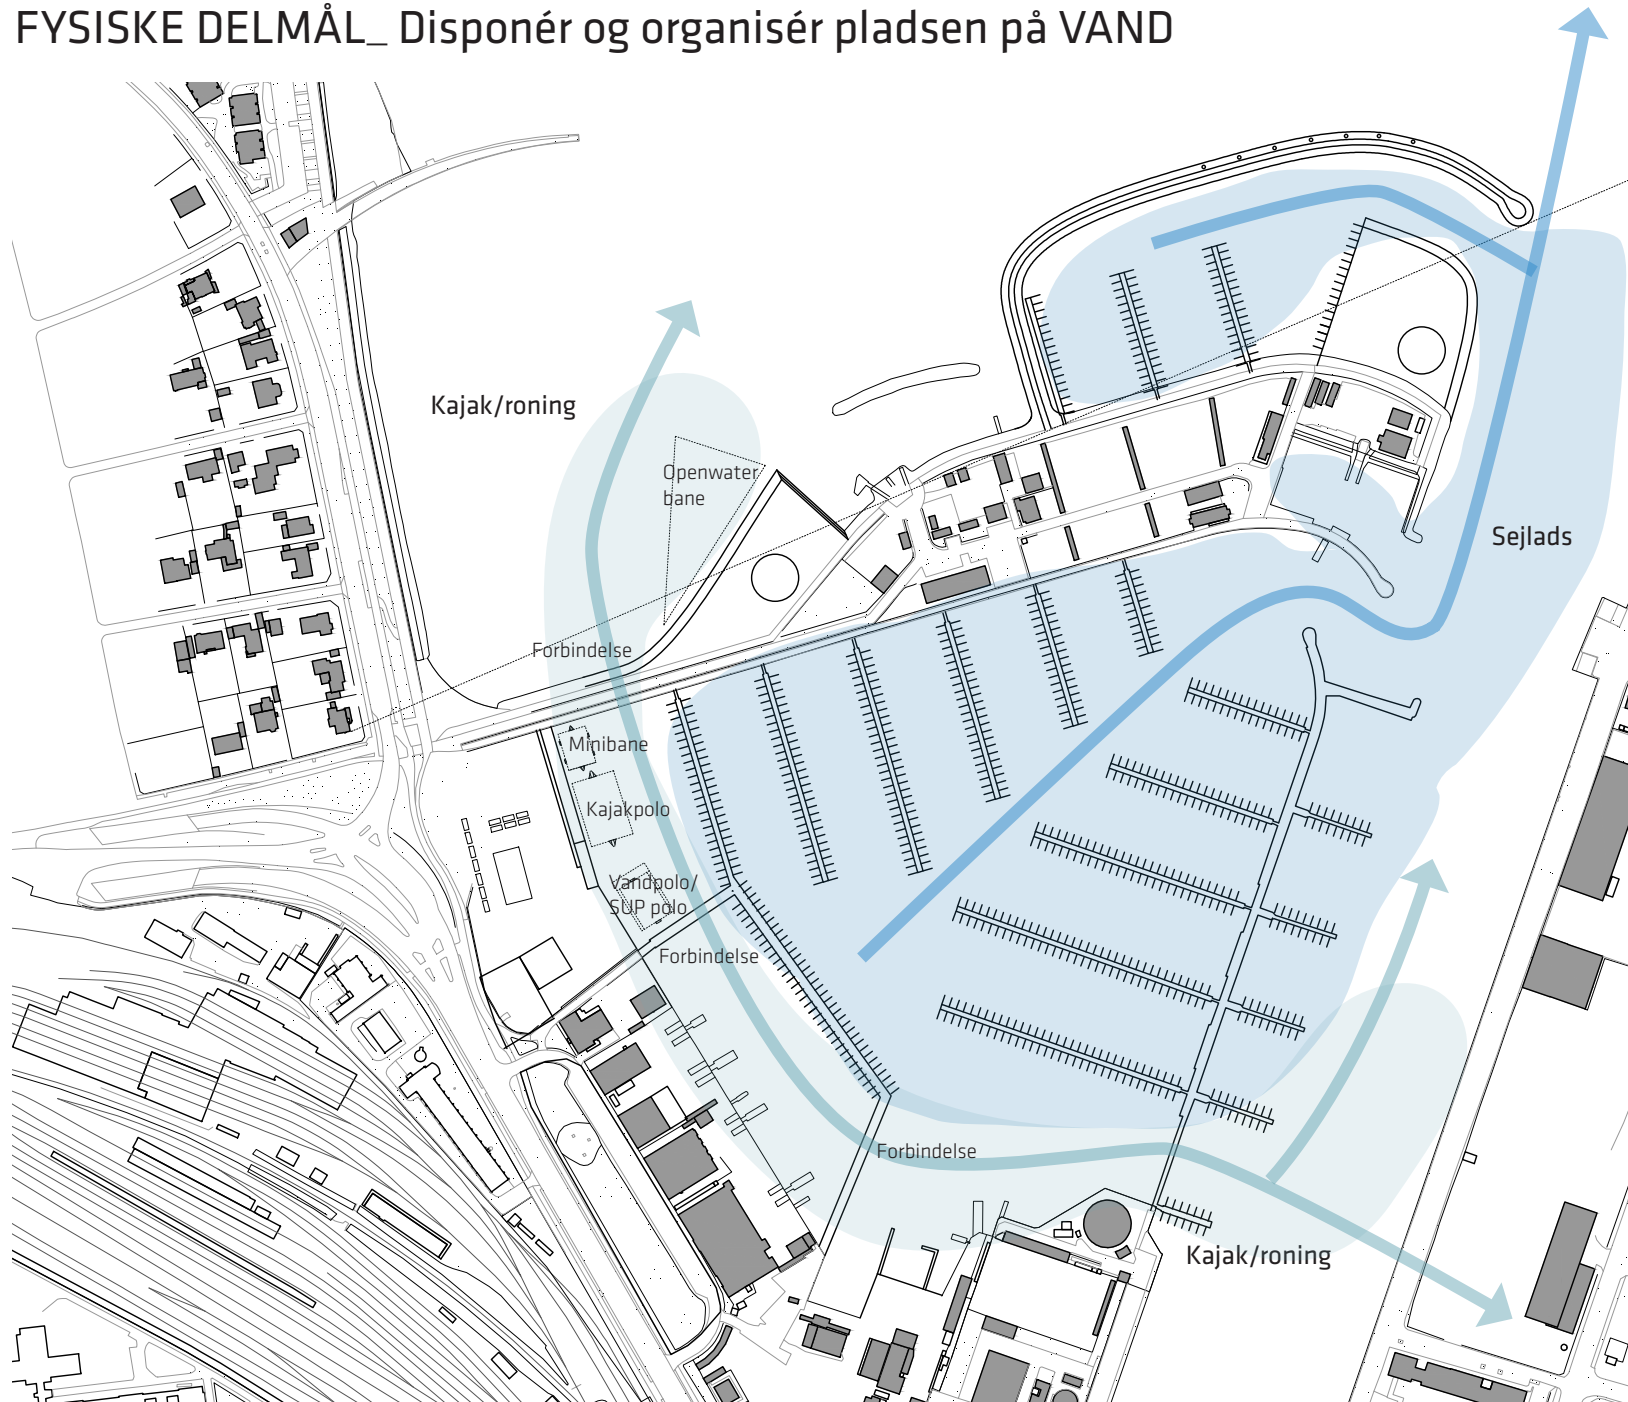 FYSISKE DELMÅL_ Disponér og organisér pladsen på VAND
Kajak/roning
Openwater
bane
Sejlads
Forbindelse
Minibane
Kajakpolo
Vandpolo/
SUP polo
Forbindelse
Forbindelse
Kajak/roning